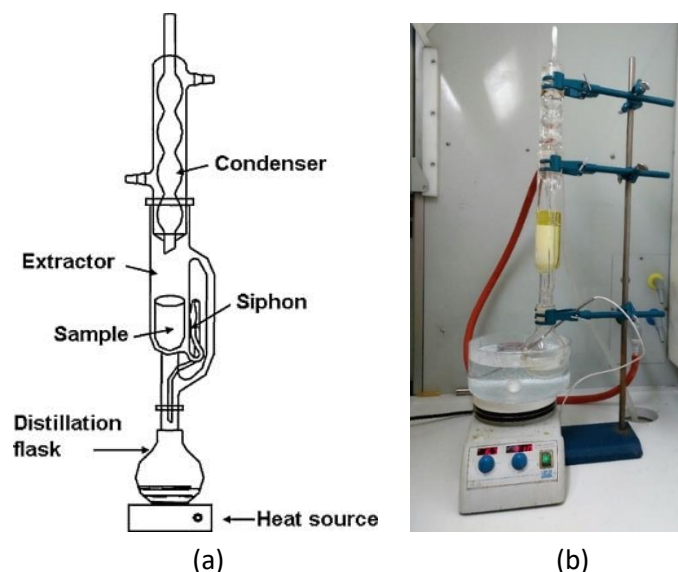 Condenser
Extractor
Siphon
Sample
Distillation
flask
Heat source
(a)
(b)